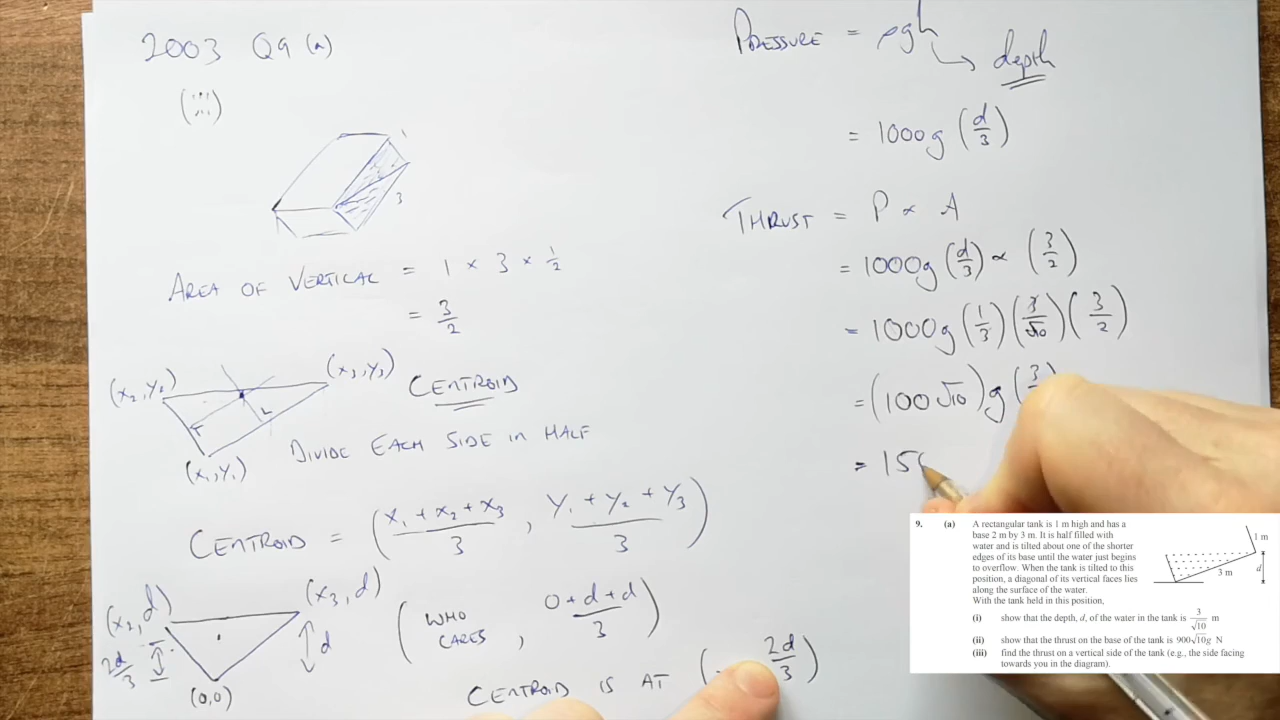 2003 Q9 (a)
(iii)
1
3
AREA OF VERTICAL = 1 × 3 × 1/2
= 3/2
(x₂, y₂)
(x₃, y₃)
(x₁, y₁)
CENTROID
DIVIDE EACH SIDE IN HALF
CENTROID = ( (x₁ + x₂ + x₃)/3 , (y₁ + y₂ + y₃)/3 )
(x₂, d)
(x₃, d)
2d/3
d
(0,0)
( WHO CARES , (0 + d + d)/3 )
CENTROID IS AT ( 2d/3 )
PRESSURE = ρgh
depth
= 1000g (d/3)
THRUST = P × A
= 1000g (d/3) × (3/2)
= 1000g (1/3) (3/√10) (3/2)
= (100√10) g (3
= 150
9. (a) A rectangular tank is 1 m high and has a
base 2 m by 3 m. It is half filled with
water and is tilted about one of the shorter
edges of its base until the water just begins
to overflow. When the tank is tilted to this
position, a diagonal of its vertical faces lies
along the surface of the water.
With the tank held in this position,
(i) show that the depth, d, of the water in the tank is 3/√10 m
(ii) show that the thrust on the base of the tank is 900√10g N
(iii) find the thrust on a vertical side of the tank (e.g., the side facing
towards you in the diagram).
1 m
3 m
d